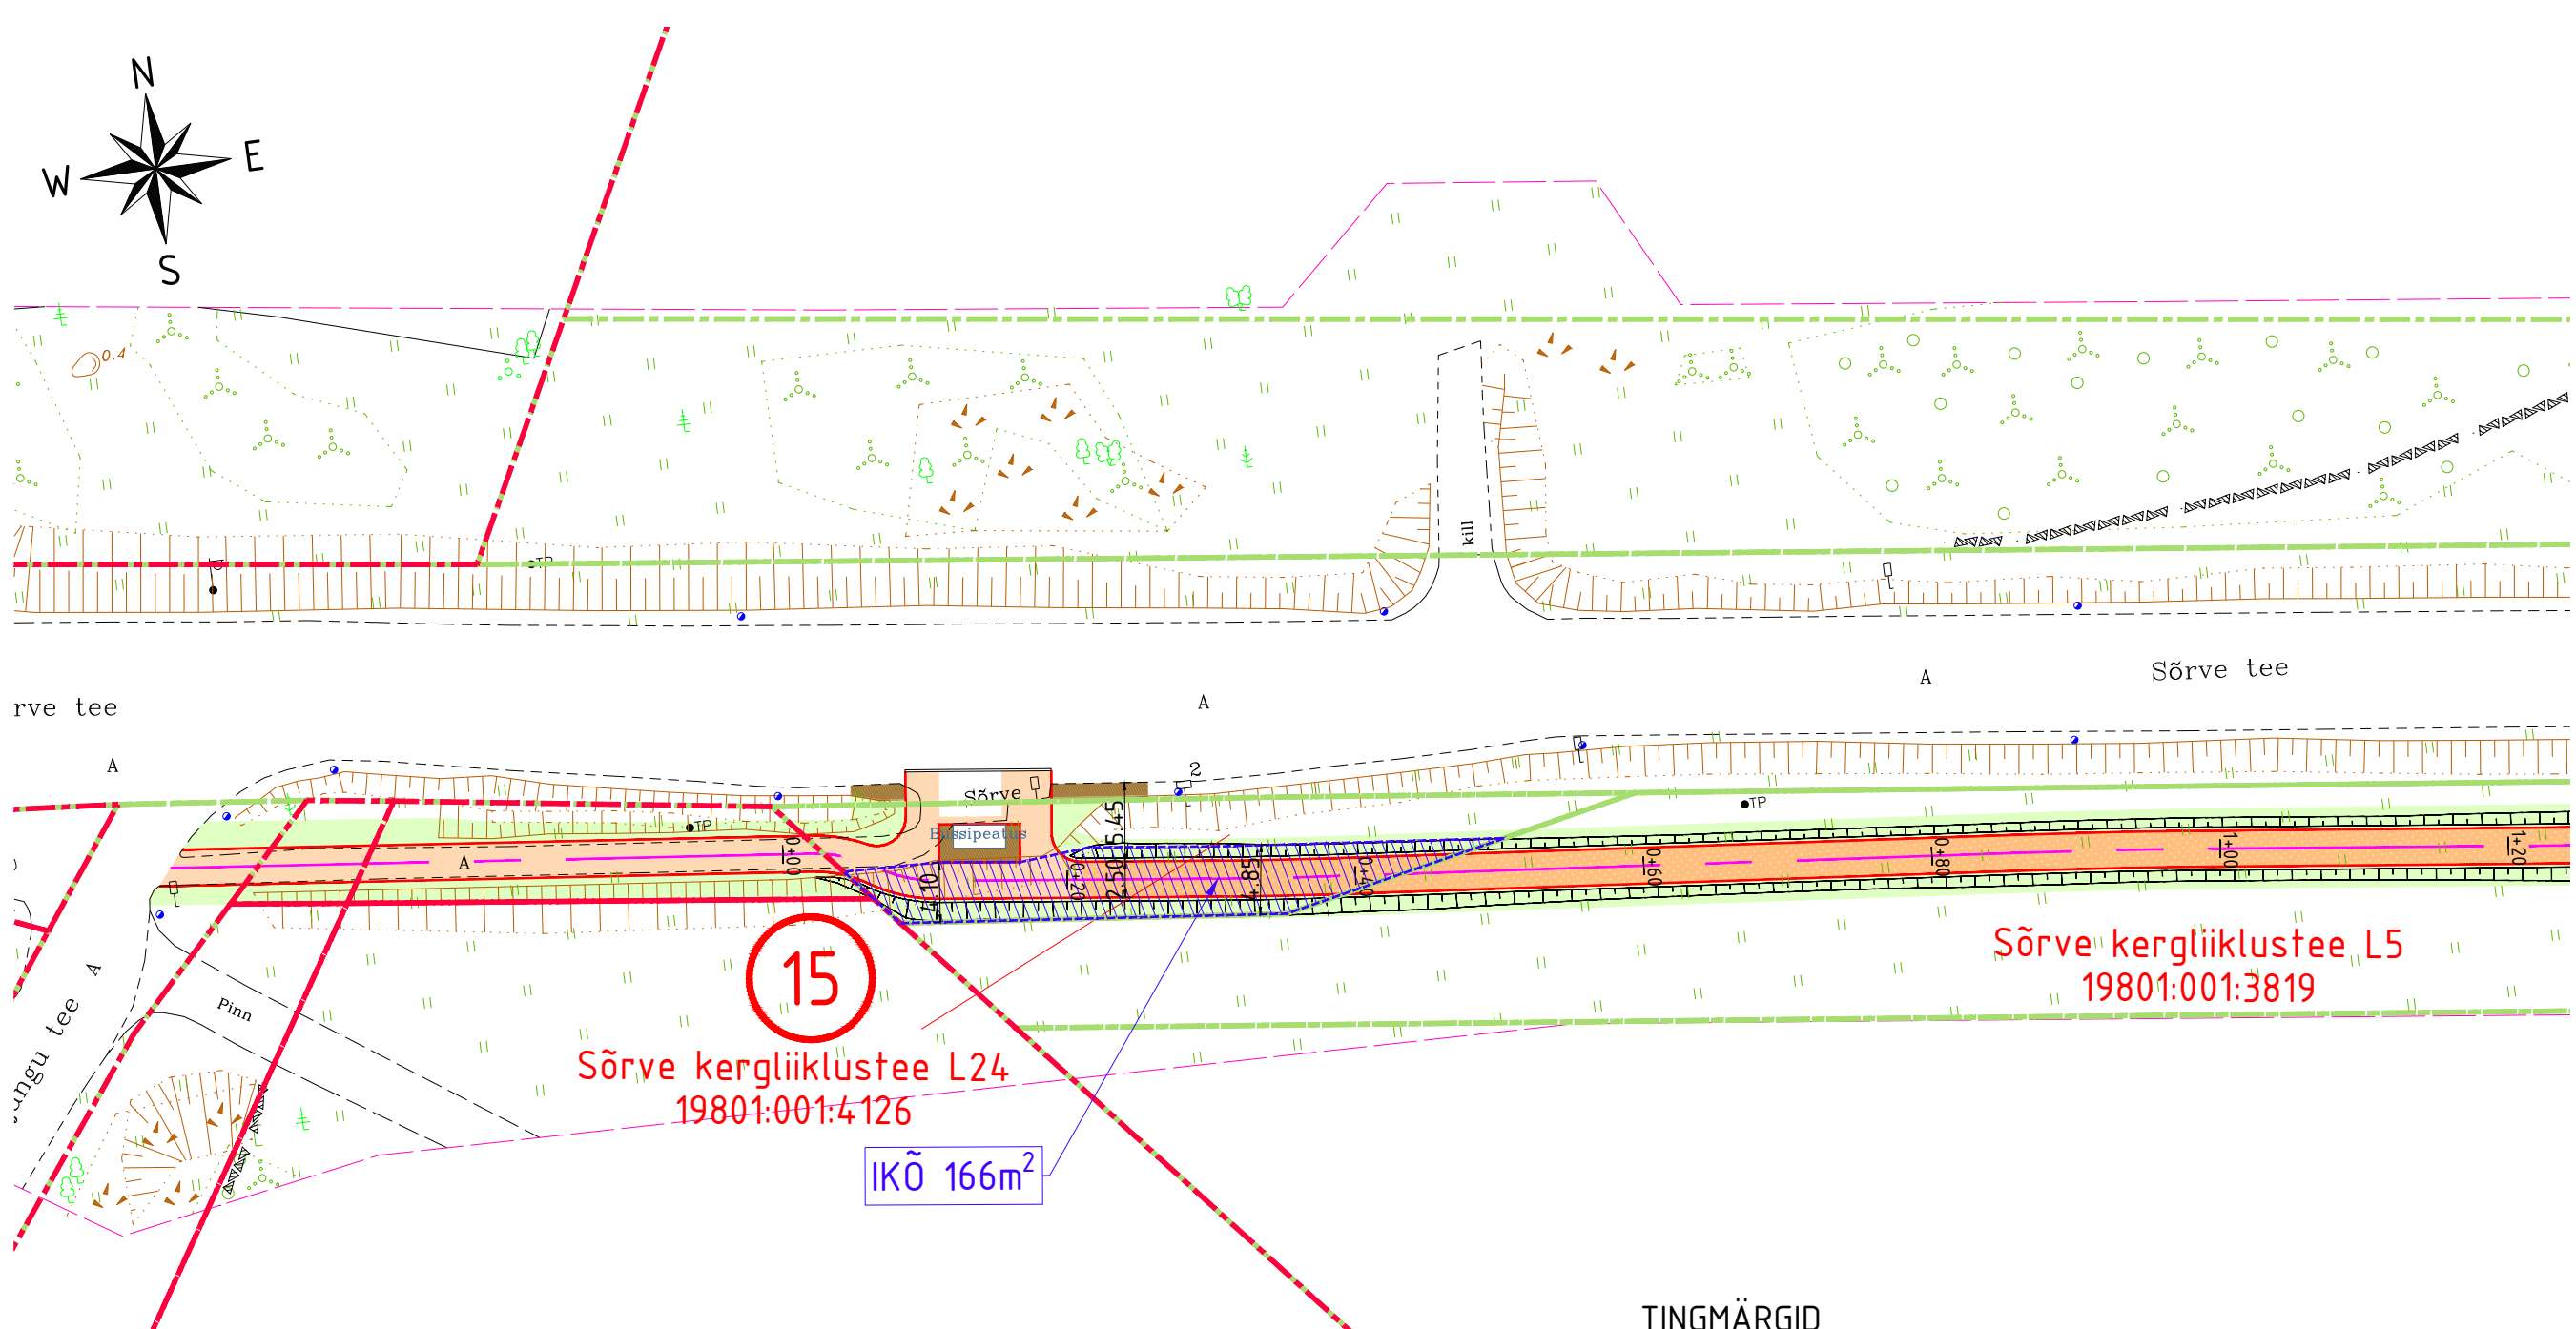 N
W
E
S
0.4
TP
kill
Sõrve tee
A
A
rve tee
A
2
Sõrve
Bussipeatus
TP
TP
A
0+00
0+20
0+40
0+60
0+80
1+00
1+20
4.10
2.50
5.45
4.85
A
Pinn
ungu tee
15
Sõrve kergliiklustee L24
19801:001:4126
Sõrve kergliiklustee L5
19801:001:3819
IKÕ 166m²
TINGMÄRGID